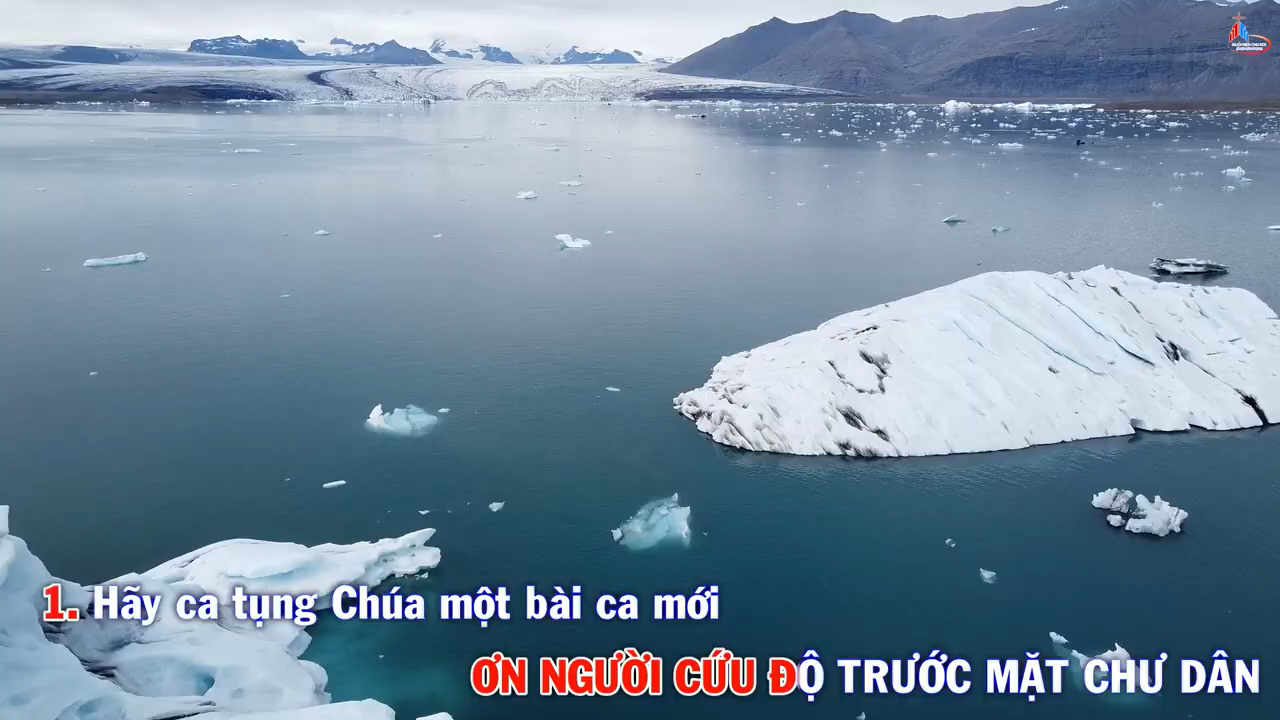 1. Hãy ca tụng Chúa một bài ca mới
ƠN NGƯỜI CỨU ĐỘ TRƯỚC MẶT CHƯ DÂN